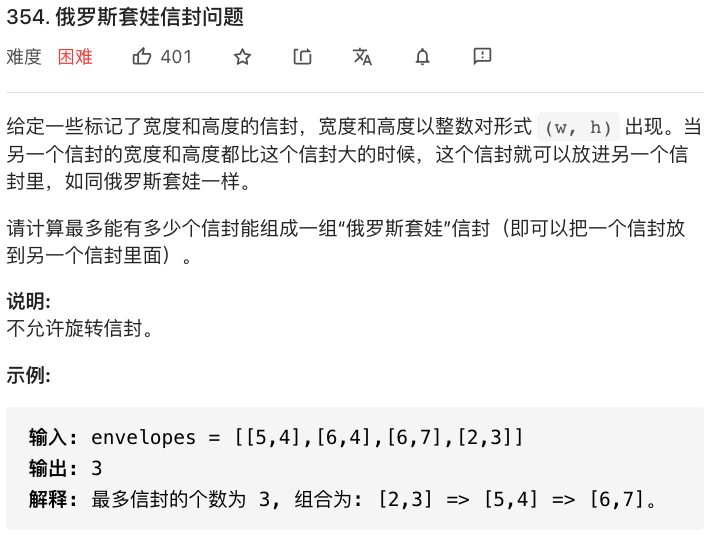 354. 俄罗斯套娃信封问题
难度 困难 401
给定一些标记了宽度和高度的信封，宽度和高度以整数对形式 (w, h) 出现。当
另一个信封的宽度和高度都比这个信封大的时候，这个信封就可以放进另一个信
封里，如同俄罗斯套娃一样。
请计算最多能有多少个信封能组成一组“俄罗斯套娃”信封（即可以把一个信封放
到另一个信封里面）。
说明:
不允许旋转信封。
示例:
输入: envelopes = [[5,4],[6,4],[6,7],[2,3]]
输出: 3
解释: 最多信封的个数为 3, 组合为: [2,3] => [5,4] => [6,7]。